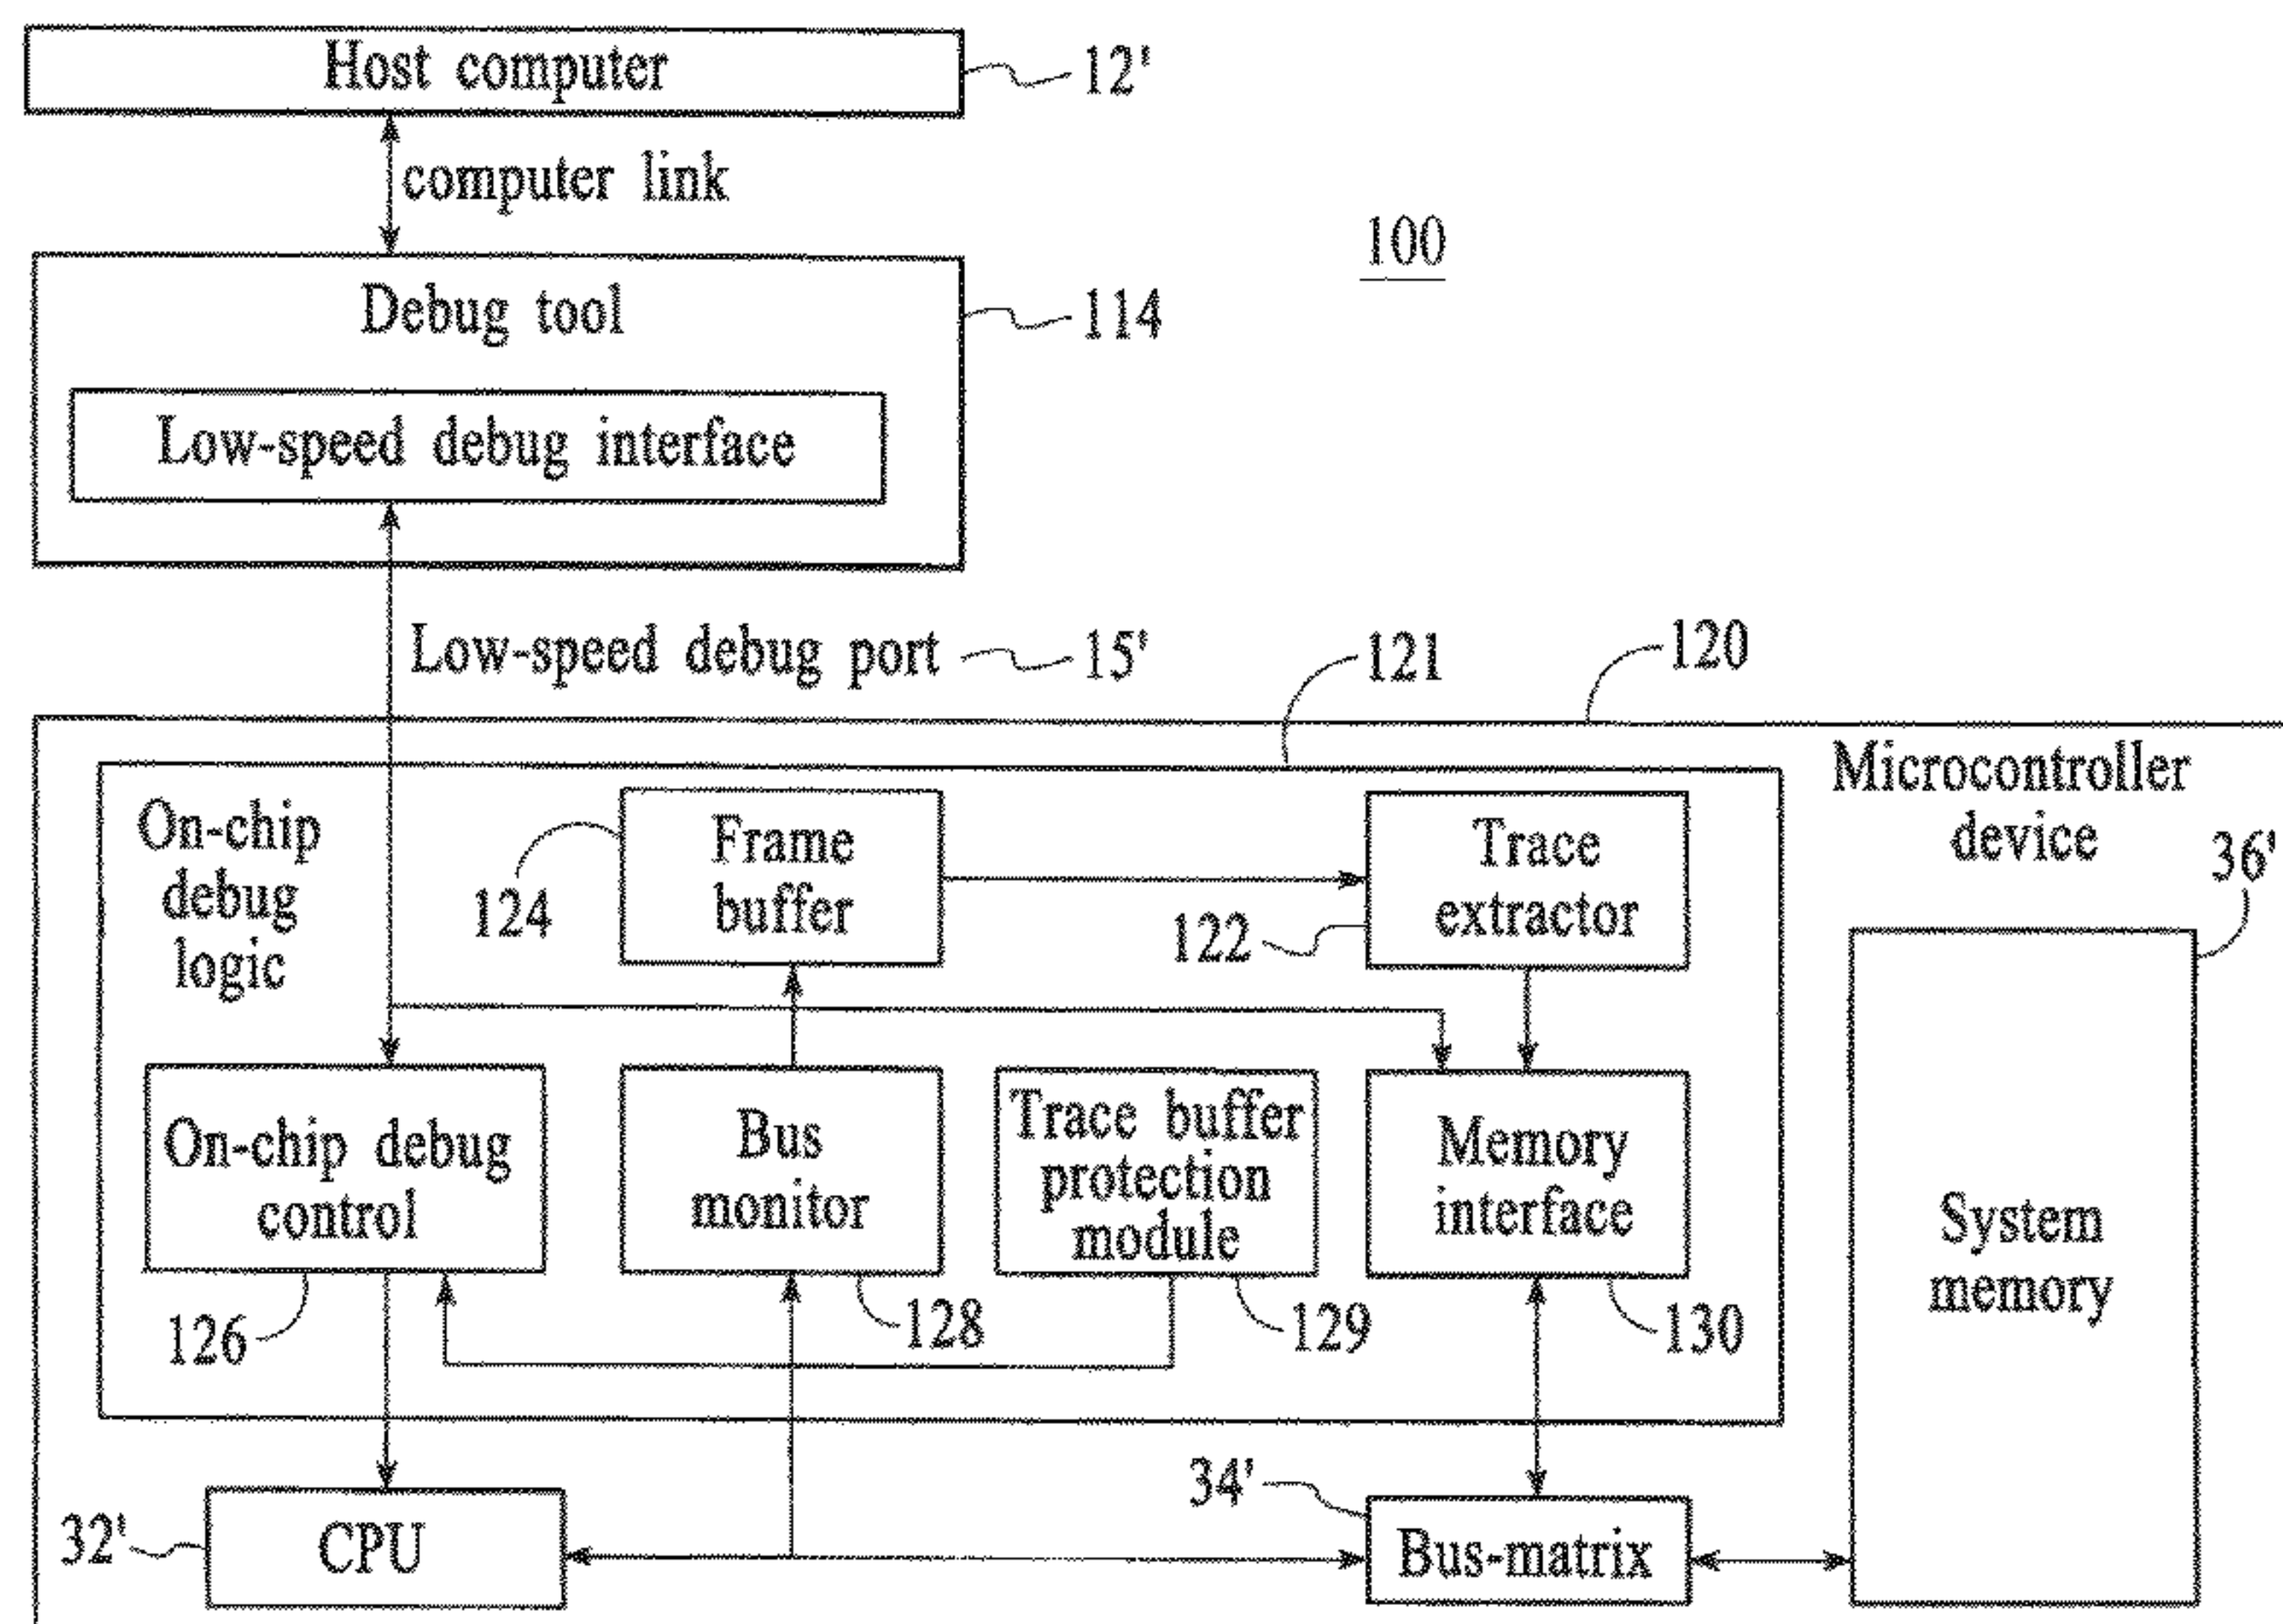 Host computer
12'
computer link
100
Debug tool
114
Low-speed debug interface
Low-speed debug port
15'
121
120
Microcontroller
device
On-chip
debug
logic
124
Frame
buffer
122
Trace
extractor
36'
On-chip debug
control
126
Bus
monitor
128
Trace buffer
protection
module
129
Memory
interface
130
System
memory
32'
CPU
34'
Bus-matrix